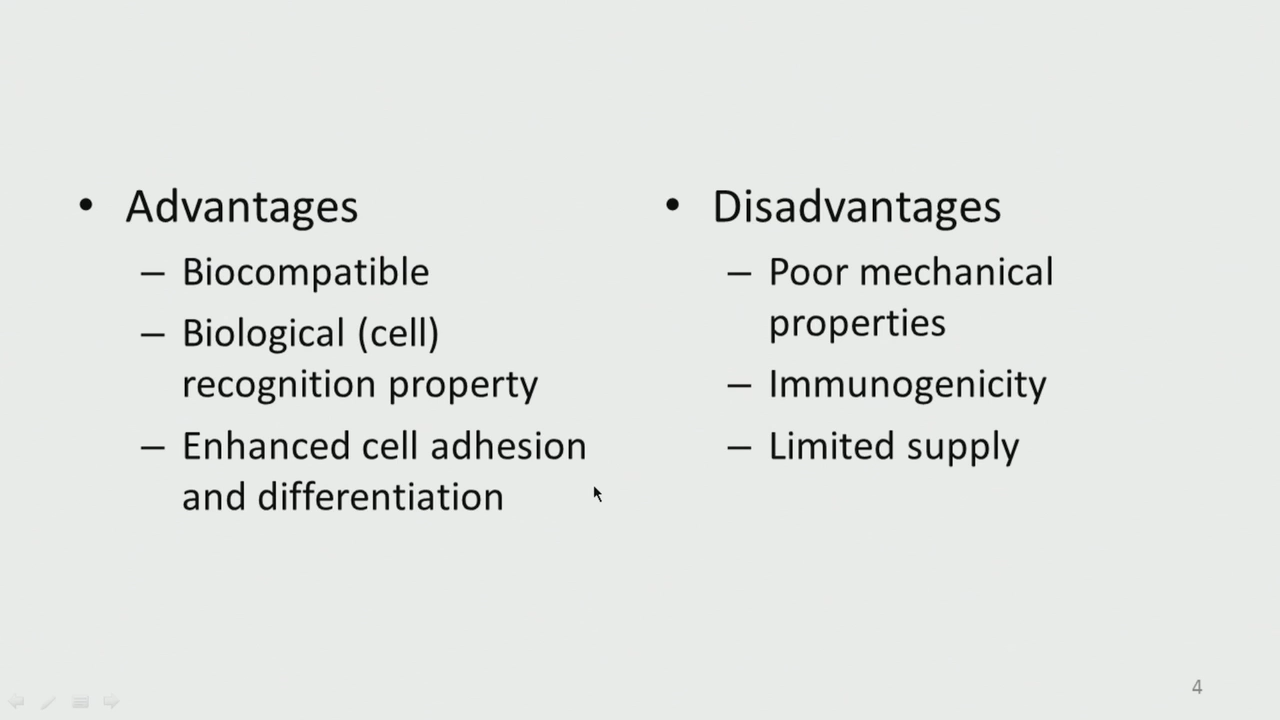 • Advantages
– Biocompatible
– Biological (cell)
recognition property
– Enhanced cell adhesion
and differentiation
• Disadvantages
– Poor mechanical
properties
– Immunogenicity
– Limited supply
4